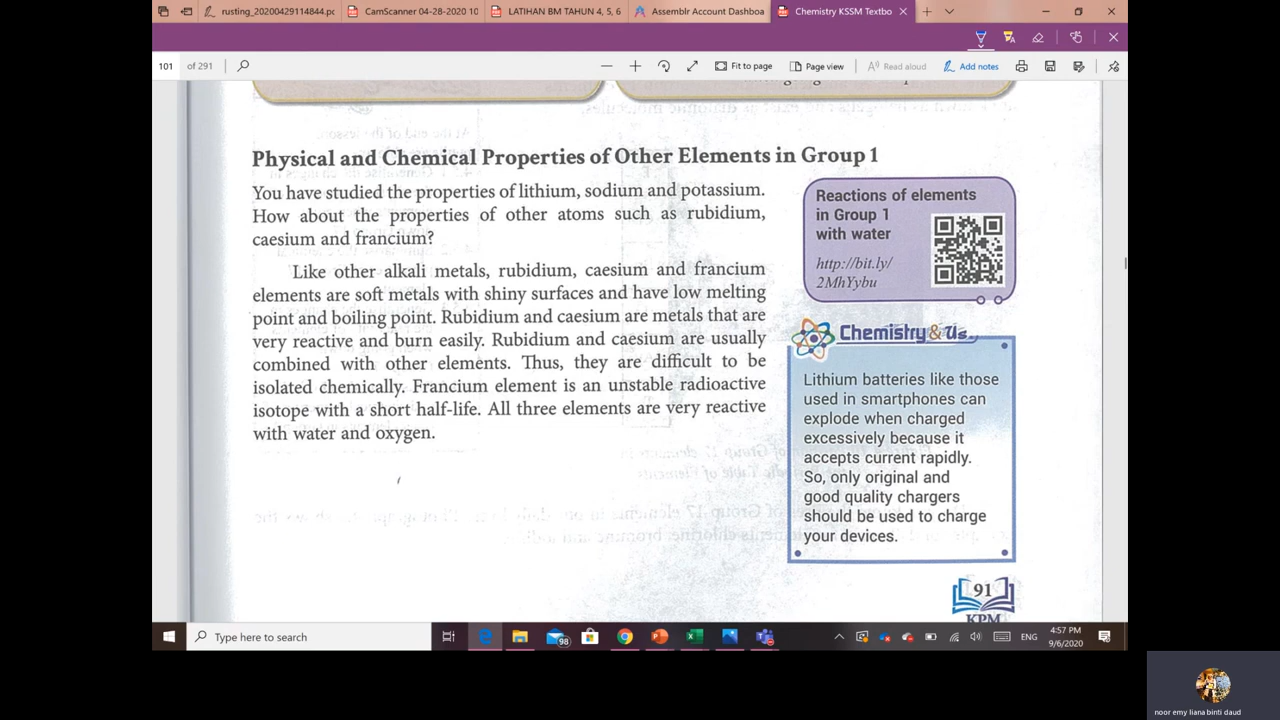 rusting_20200429114844.pc
CamScanner 04-28-2020 10
LATIHAN BM TAHUN 4, 5, 6
Assemblr Account Dashboa
Chemistry KSSM Textbo
101 of 291
Fit to page
Page view
Read aloud
Add notes
Physical and Chemical Properties of Other Elements in Group 1
You have studied the properties of lithium, sodium and potassium.
How about the properties of other atoms such as rubidium,
caesium and francium?
Like other alkali metals, rubidium, caesium and francium
elements are soft metals with shiny surfaces and have low melting
point and boiling point. Rubidium and caesium are metals that are
very reactive and burn easily. Rubidium and caesium are usually
combined with other elements. Thus, they are difficult to be
isolated chemically. Francium element is an unstable radioactive
isotope with a short half-life. All three elements are very reactive
with water and oxygen.
Reactions of elements
in Group 1
with water
http://bit.ly/
2MhYybu
Chemistry & Us
Lithium batteries like those
used in smartphones can
explode when charged
excessively because it
accepts current rapidly.
So, only original and
good quality chargers
should be used to charge
your devices.
91
KPM
Type here to search
98
ENG
4:57 PM
9/6/2020
noor emy liana binti daud